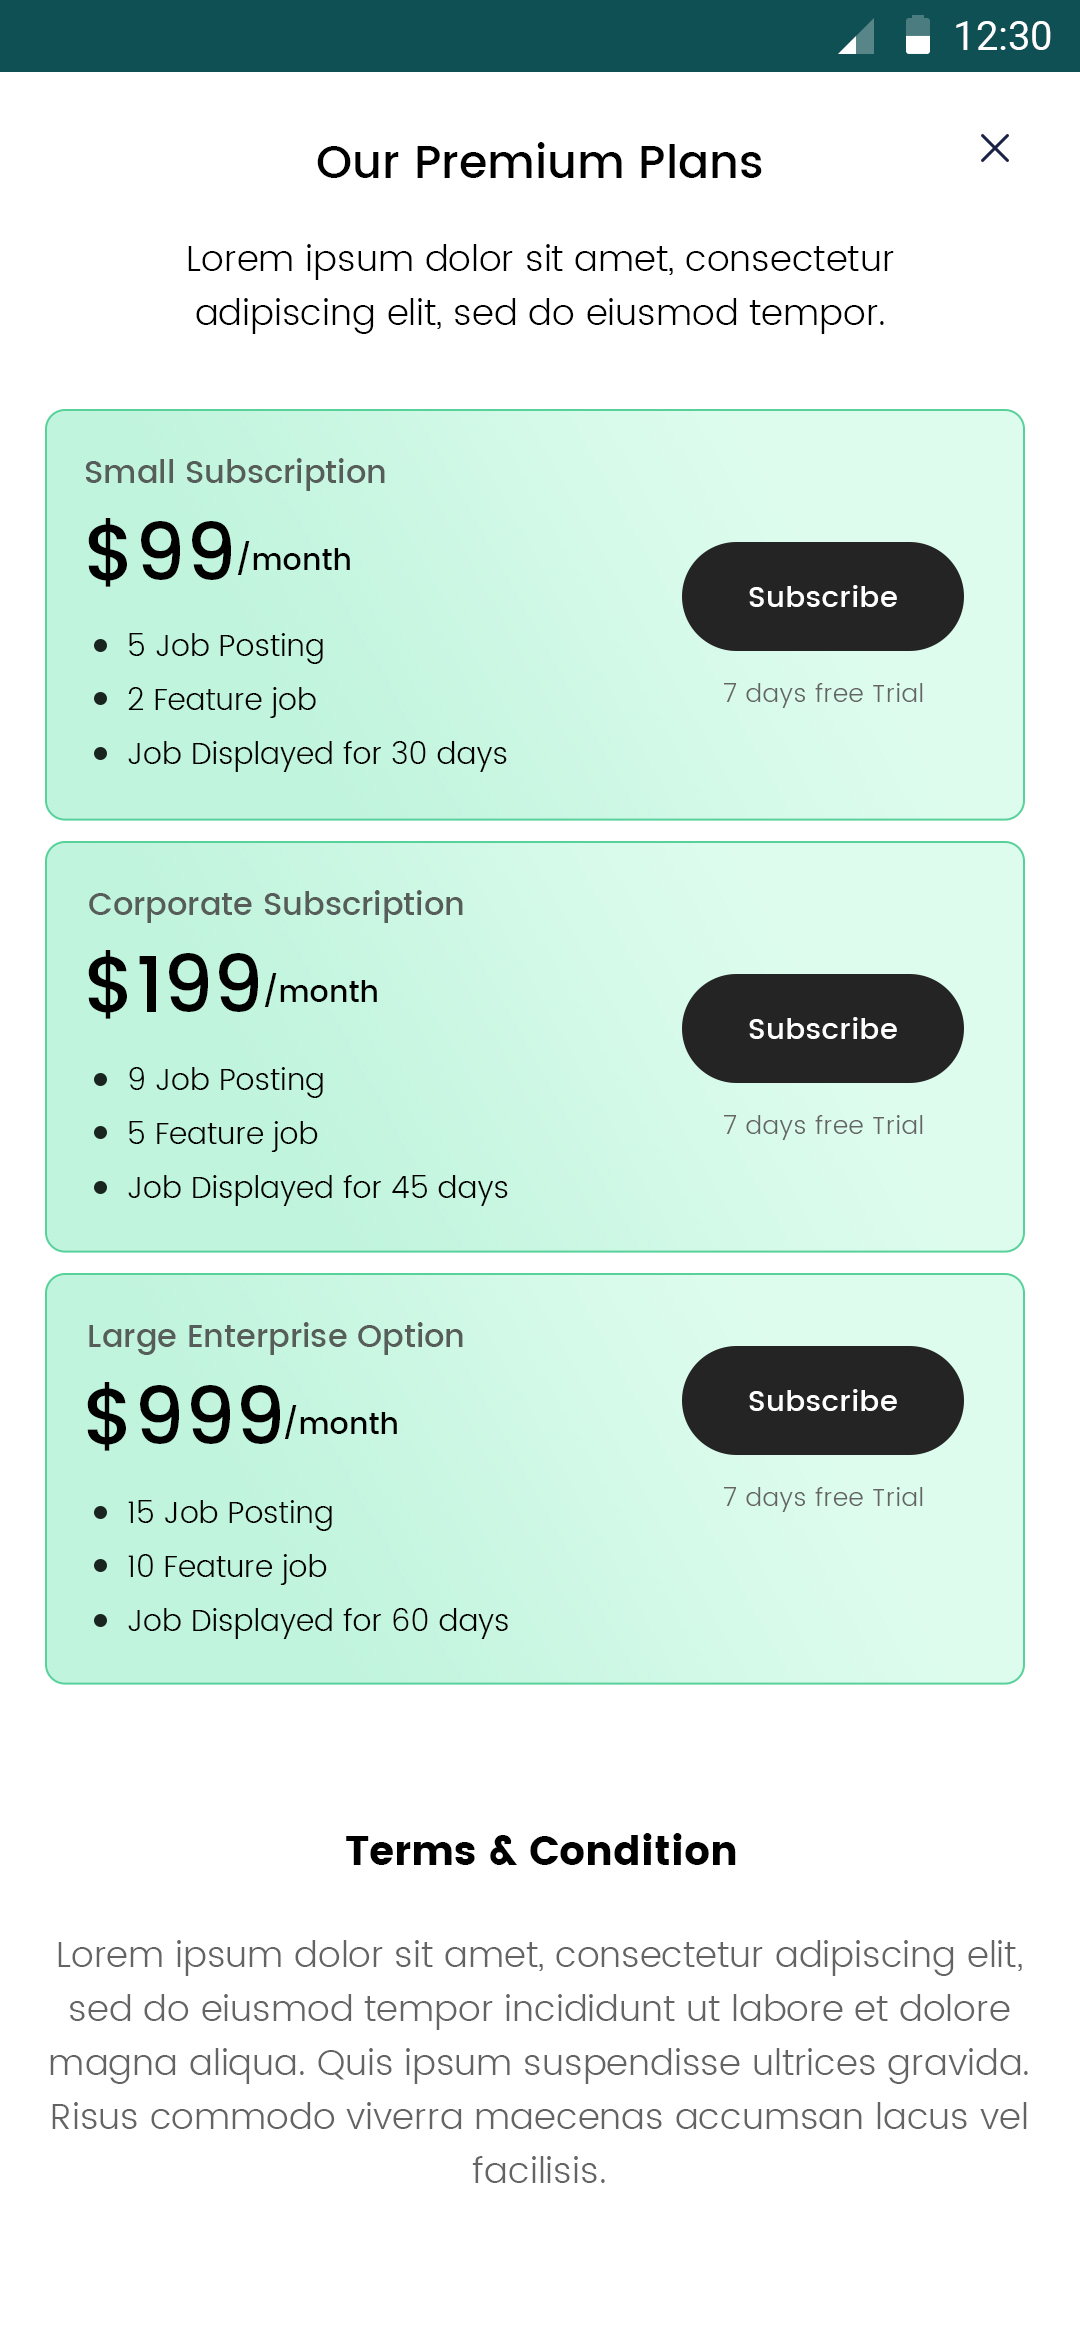 12:30
Our Premium Plans
Lorem ipsum dolor sit amet, consectetur
adipiscing elit, sed do eiusmod tempor.
Small Subscription
$99/month
5 Job Posting
2 Feature job
Job Displayed for 30 days
Subscribe
7 days free Trial
Corporate Subscription
$199/month
9 Job Posting
5 Feature job
Job Displayed for 45 days
Subscribe
7 days free Trial
Large Enterprise Option
$999/month
15 Job Posting
10 Feature job
Job Displayed for 60 days
Subscribe
7 days free Trial
Terms & Condition
Lorem ipsum dolor sit amet, consectetur adipiscing elit,
sed do eiusmod tempor incididunt ut labore et dolore
magna aliqua. Quis ipsum suspendisse ultrices gravida.
Risus commodo viverra maecenas accumsan lacus vel
facilisis.